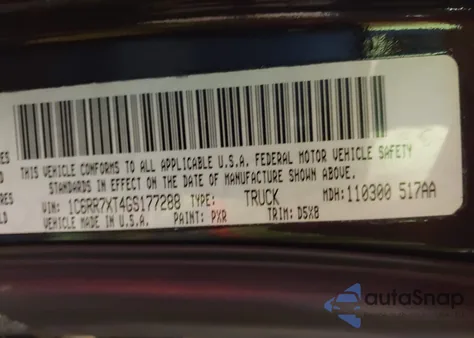 RES
THIS VEHICLE CONFORMS TO ALL APPLICABLE U.S.A. FEDERAL MOTOR VEHICLE SAFETY
STANDARDS IN EFFECT ON THE DATE OF MANUFACTURE SHOWN ABOVE.
VIN: 1C6RR7XT4GS177288 TYPE: TRUCK MDH: 110300 517AA
VEHICLE MADE IN U.S.A. PAINT: PXR TRIM: D5X8
autoSnap